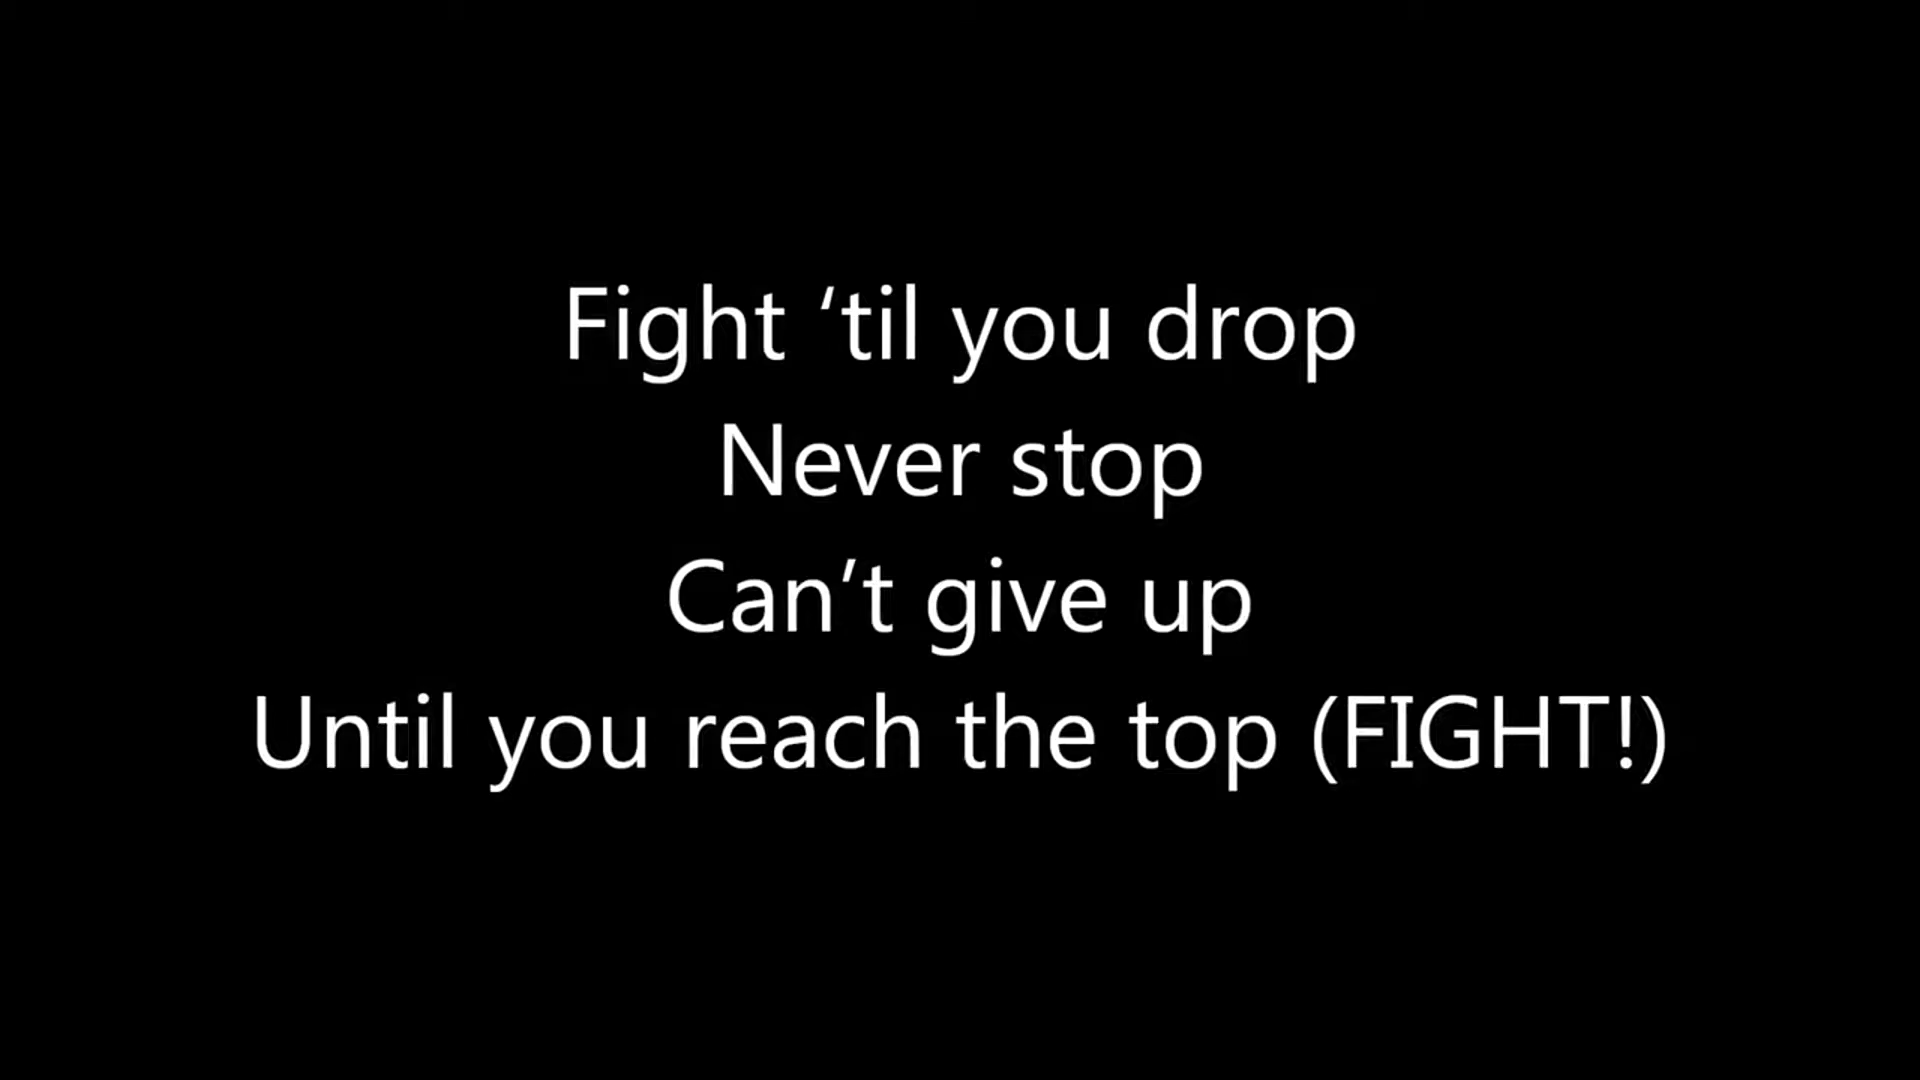 Fight ‘til you drop
Never stop
Can’t give up
Until you reach the top (FIGHT!)